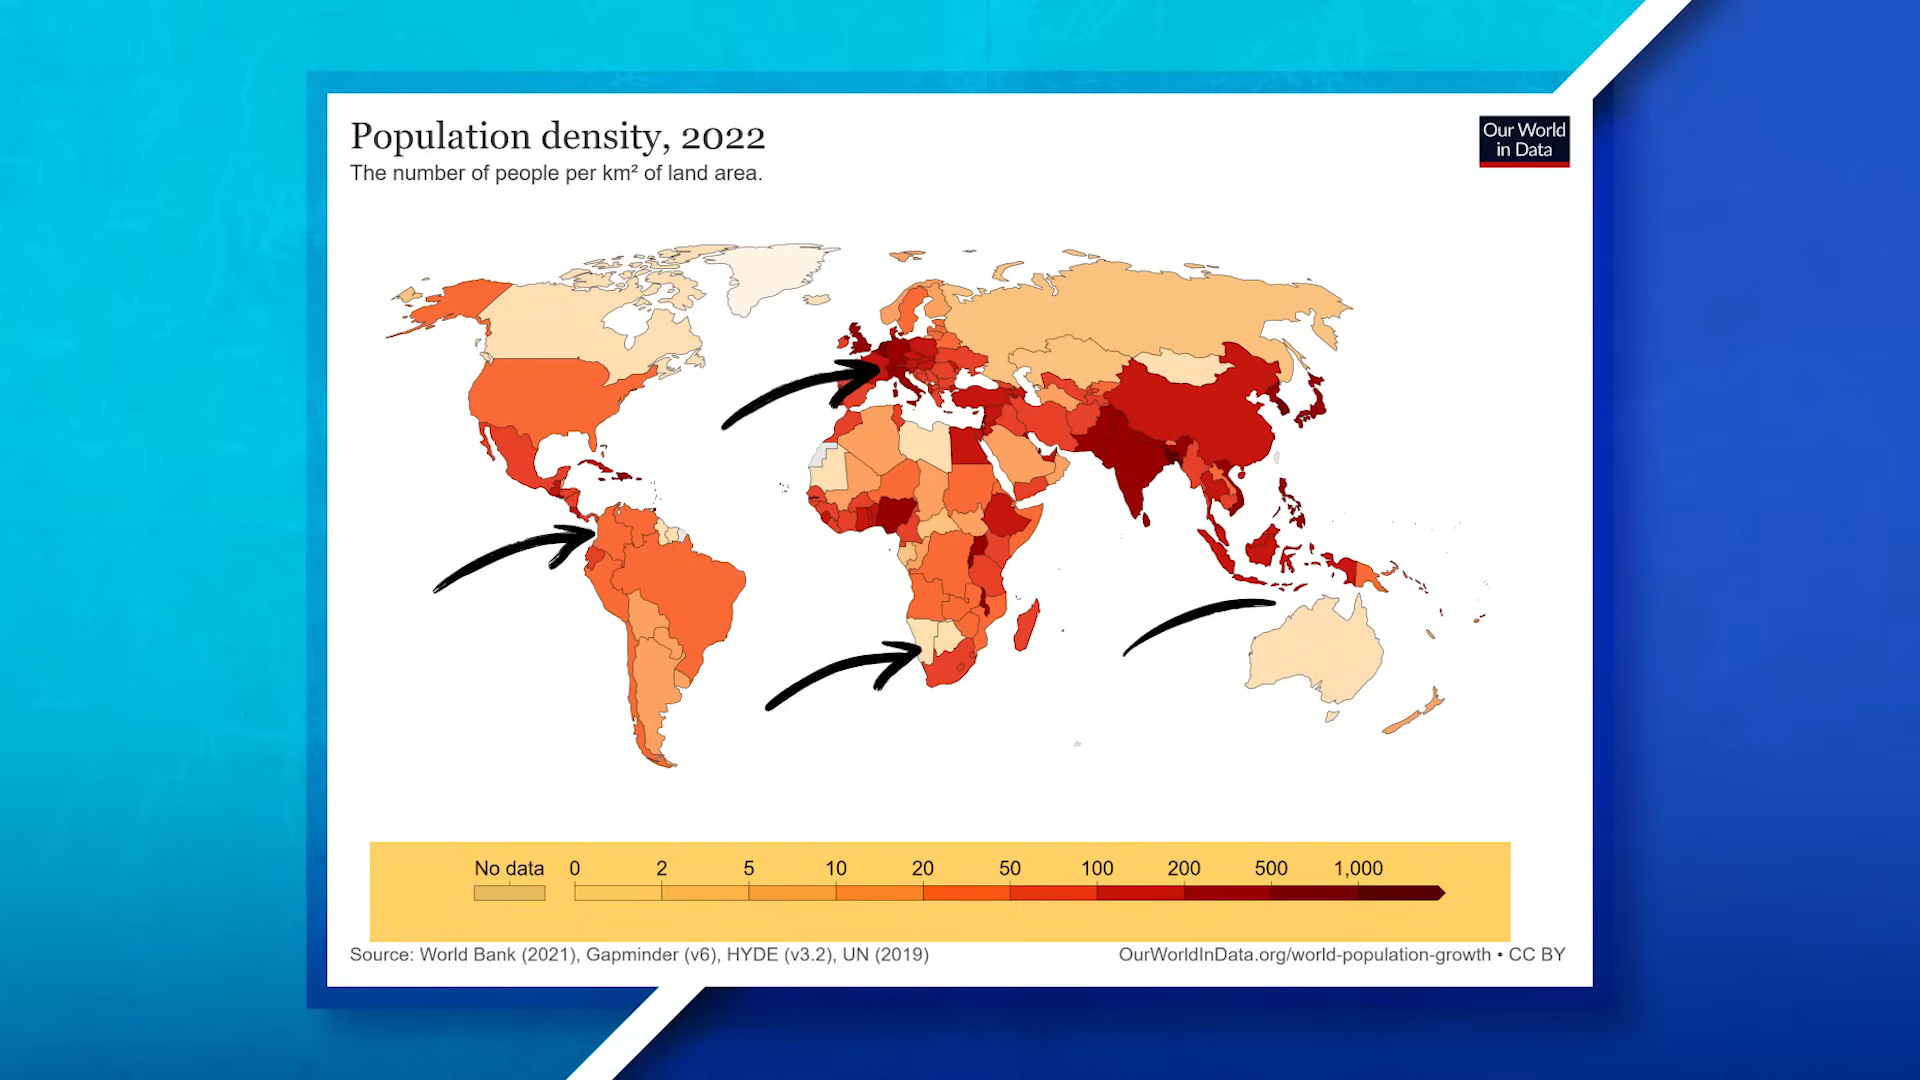 Population density, 2022
The number of people per km² of land area.
Our World
in Data
No data 0 2 5 10 20 50 100 200 500 1,000
Source: World Bank (2021), Gapminder (v6), HYDE (v3.2), UN (2019)
OurWorldInData.org/world-population-growth • CC BY